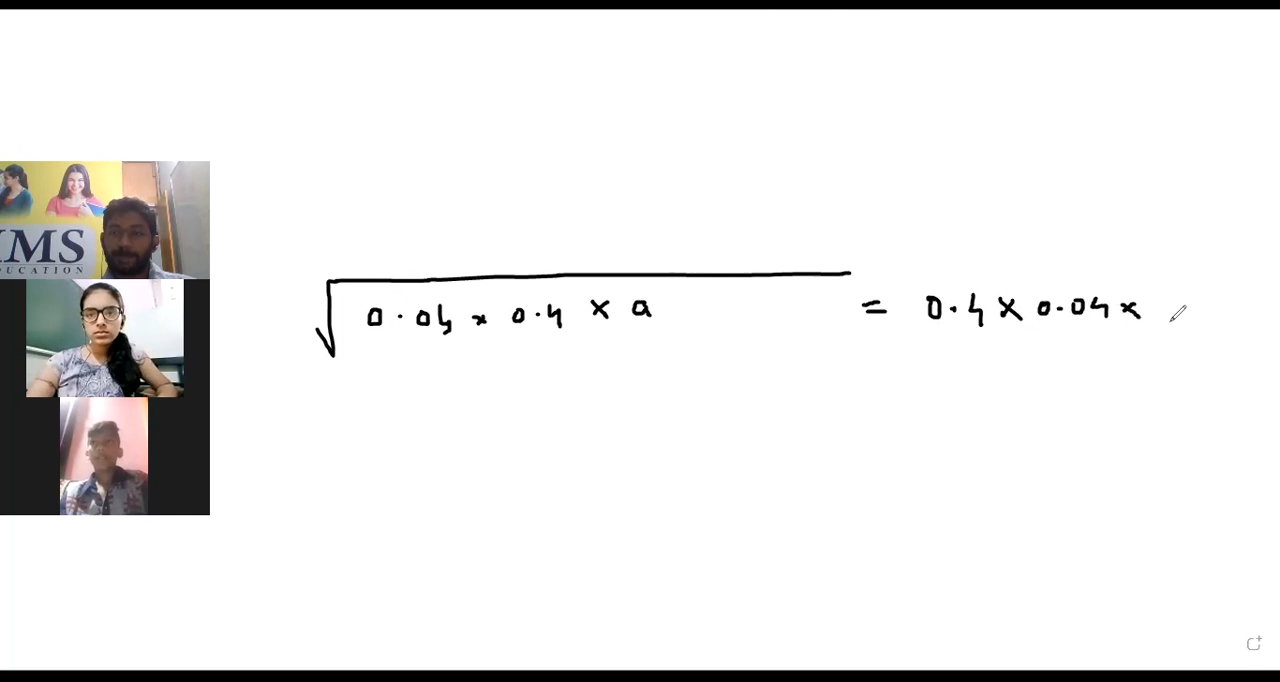 IMS
EDUCATION
√0.04 × 0.4 × a = 0.4 × 0.04 ×